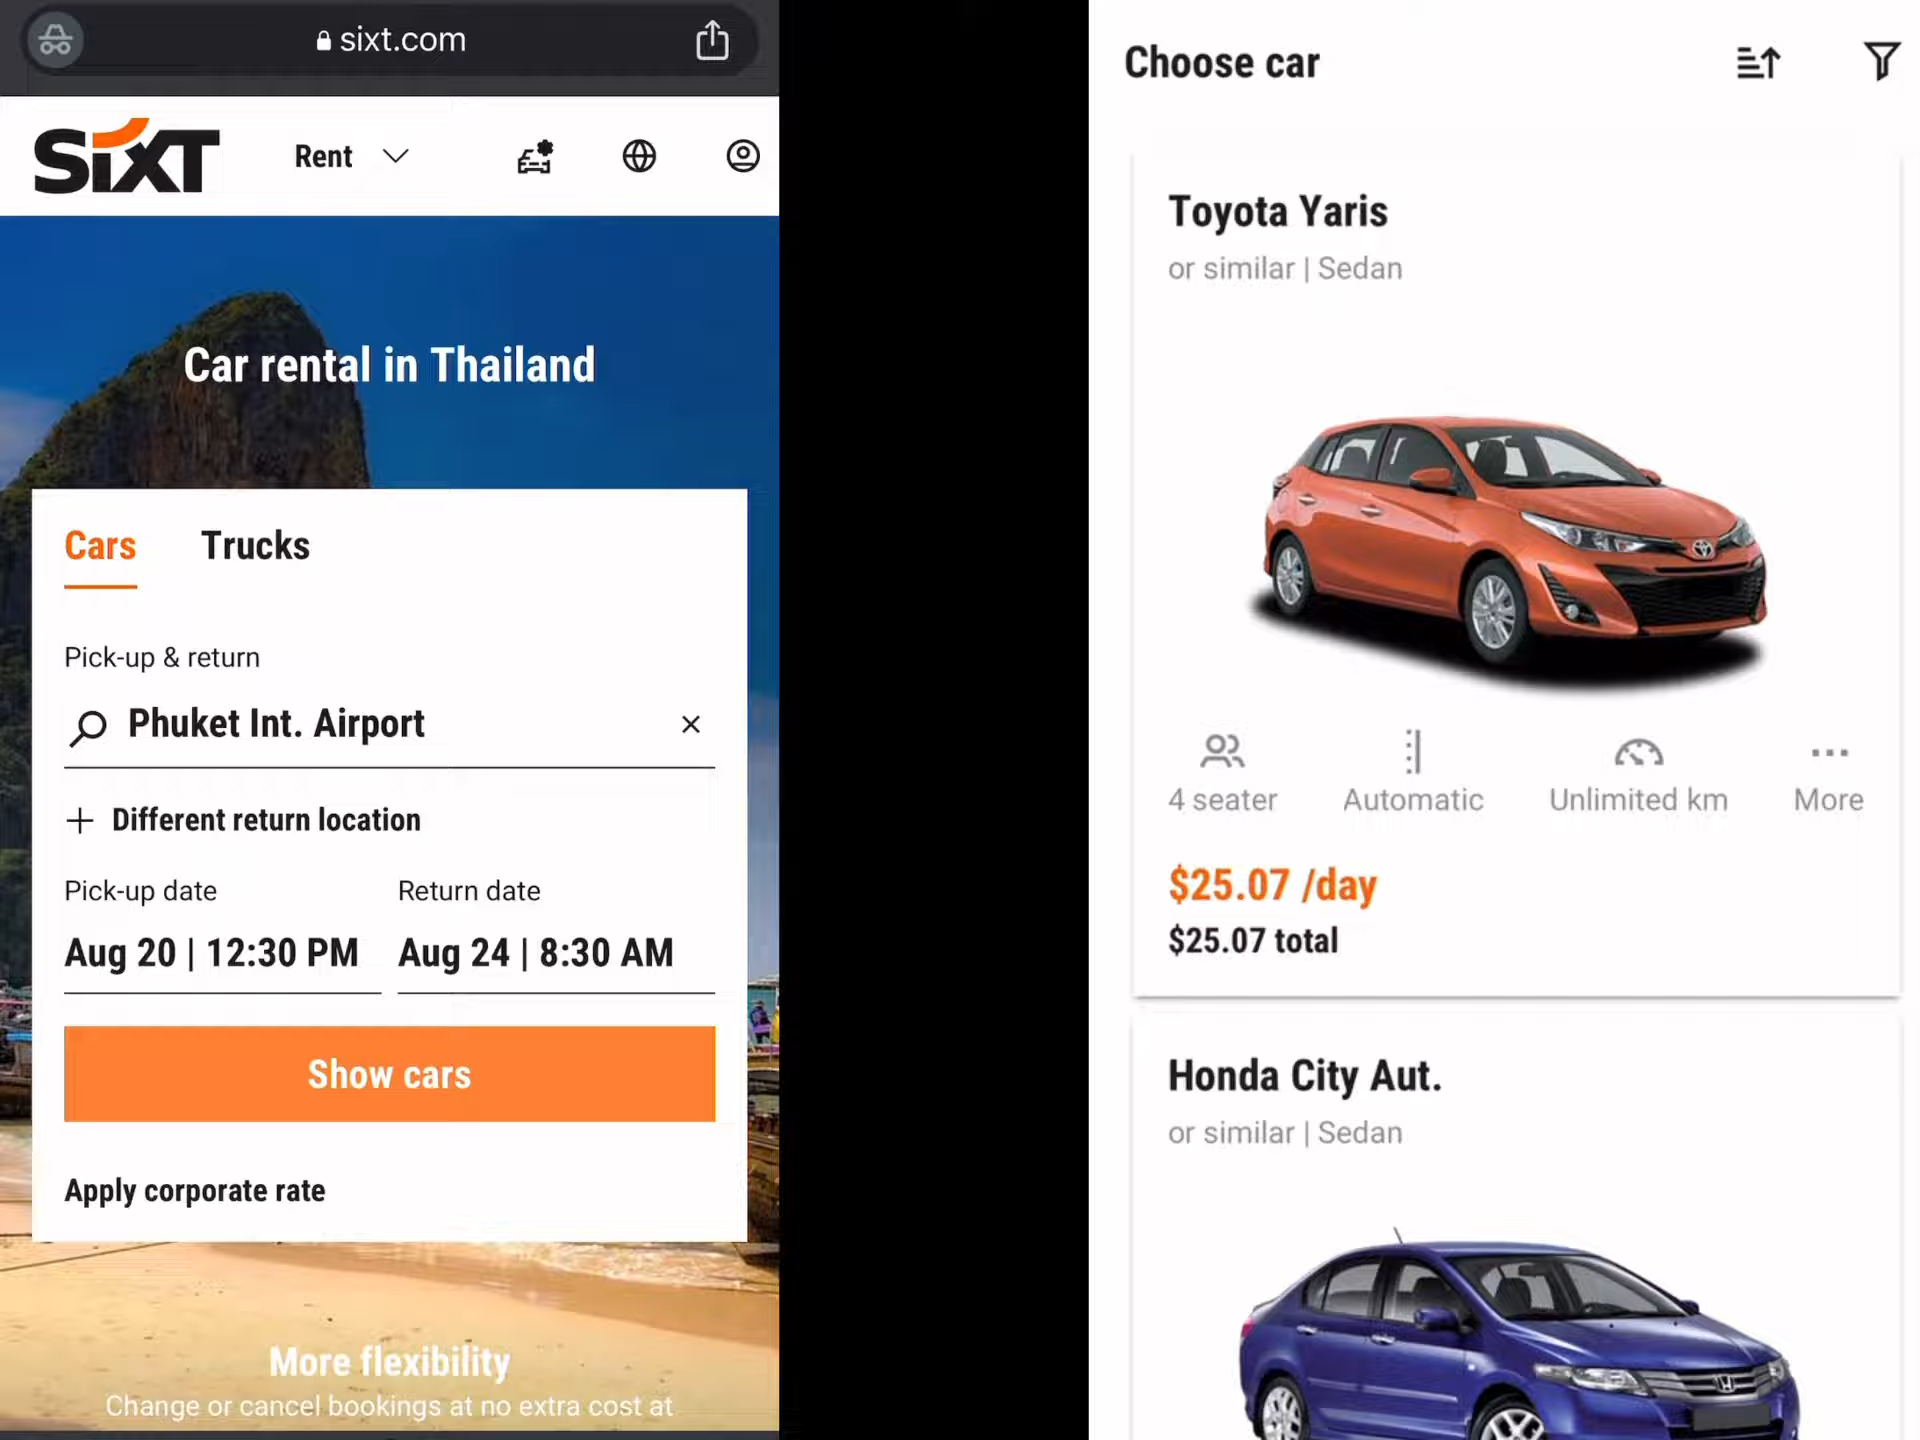 sixt.com
SIXT
Rent
Car rental in Thailand
Cars
Trucks
Pick-up & return
Phuket Int. Airport
Different return location
Pick-up date
Return date
Aug 20 | 12:30 PM
Aug 24 | 8:30 AM
Show cars
Apply corporate rate
More flexibility
Change or cancel bookings at no extra cost at
Choose car
Toyota Yaris
or similar | Sedan
4 seater
Automatic
Unlimited km
More
$25.07 /day
$25.07 total
Honda City Aut.
or similar | Sedan